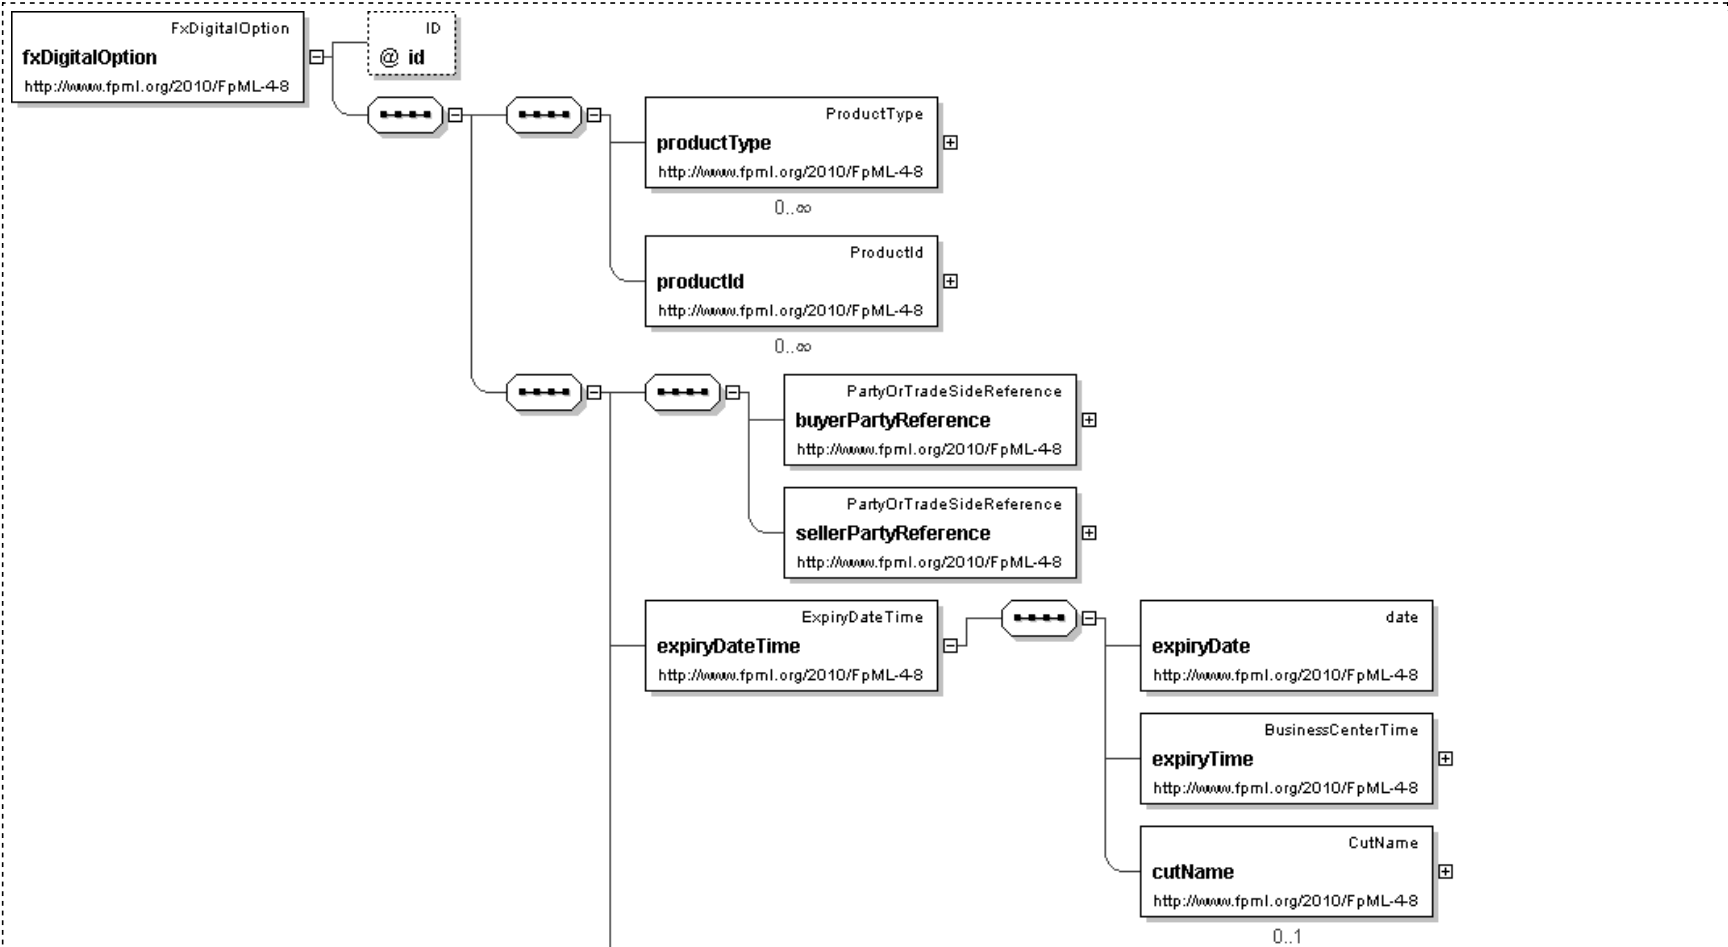 FxDigitalOption
fxDigitalOption
http://www.fpml.org/2010/FpML-4-8
ID
@ id
ProductType
productType
http://www.fpml.org/2010/FpML-4-8
0..∞
ProductId
productId
http://www.fpml.org/2010/FpML-4-8
0..∞
PartyOrTradeSideReference
buyerPartyReference
http://www.fpml.org/2010/FpML-4-8
PartyOrTradeSideReference
sellerPartyReference
http://www.fpml.org/2010/FpML-4-8
ExpiryDateTime
expiryDateTime
http://www.fpml.org/2010/FpML-4-8
date
expiryDate
http://www.fpml.org/2010/FpML-4-8
BusinessCenterTime
expiryTime
http://www.fpml.org/2010/FpML-4-8
CutName
cutName
http://www.fpml.org/2010/FpML-4-8
0..1